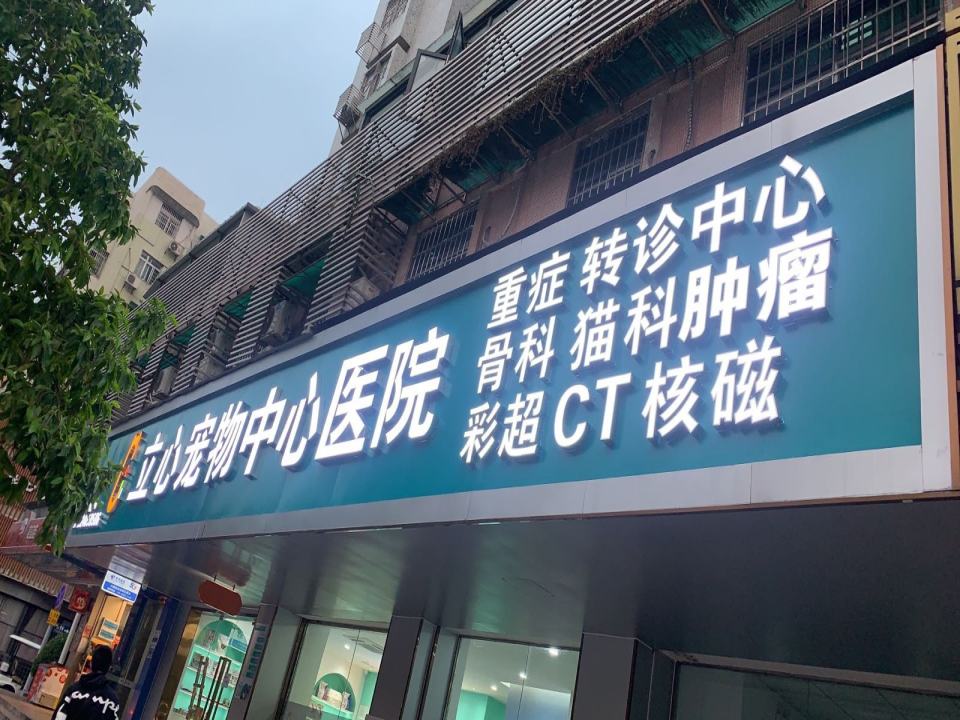 立心宠物中心医院
重症 转诊中心
骨科 猫科肿瘤
彩超 CT 核磁